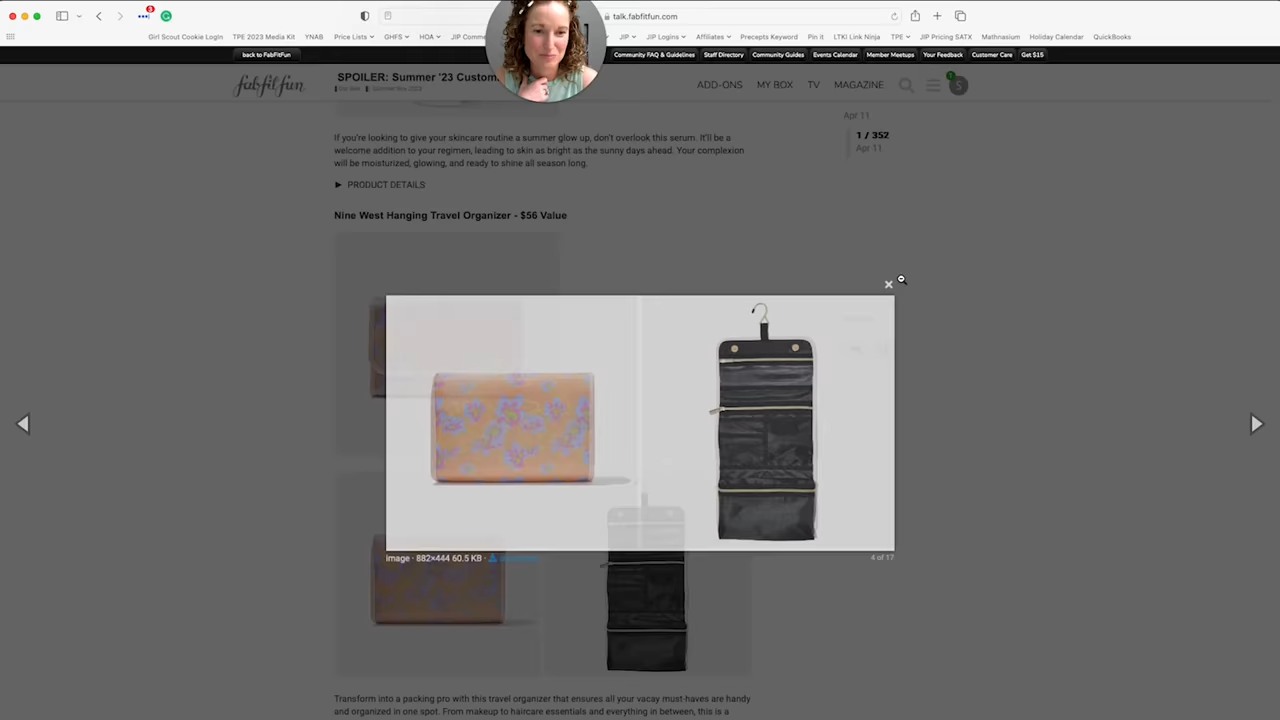 3
talk.fabfitfun.com
Girl Scout Cookie Login TPE 2023 Media Kit YNAB Price Lists GHFS HOA JIP Comm JIP JIP Logins Affiliates Precepts Keyword Pin it LTKI Link Ninja TPE JIP Pricing SATX Mathnasium Holiday Calendar QuickBooks
back to FabFitFun Community FAQ & Guidelines Staff Directory Community Guides Events Calendar Member Meetups Your Feedback Customer Care Get $15
fabfitfun. SPOILER: Summer '23 Custom ADD-ONS MY BOX TV MAGAZINE 1 S
Apr 11
1 / 352
Apr 11
If you're looking to give your skincare routine a summer glow up, don't overlook this serum. It'll be a
welcome addition to your regimen, leading to skin as bright as the sunny days ahead. Your complexion
will be moisturized, glowing, and ready to shine all season long.
► PRODUCT DETAILS
Nine West Hanging Travel Organizer - $56 Value
×
image · 882×444 60.5 KB ·
4 of 17
Transform into a packing pro with this travel organizer that ensures all your vacay must-haves are handy
and organized in one spot. From makeup to haircare essentials and everything in between, this is a